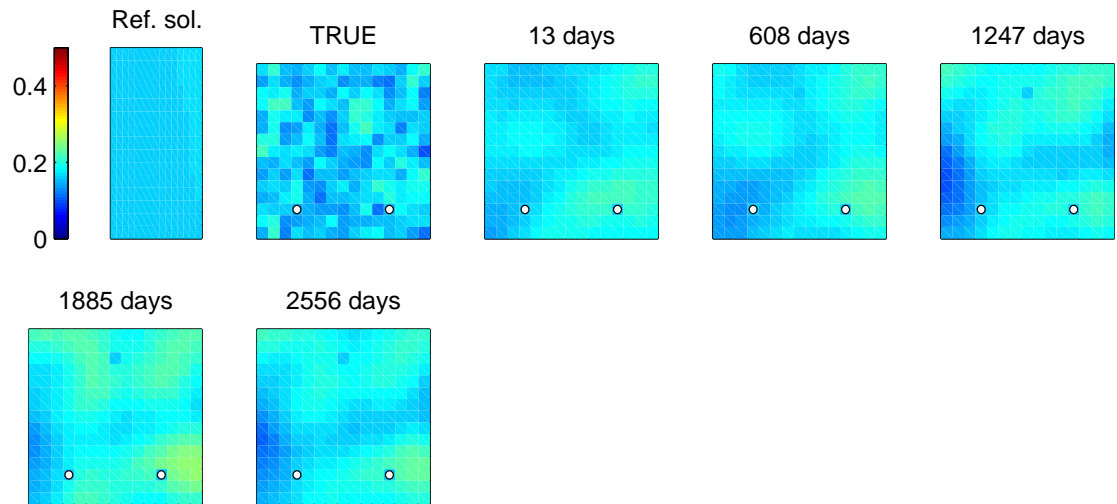 Ref. sol.
TRUE
13 days
608 days
1247 days
0.4
0.2
0
1885 days
2556 days